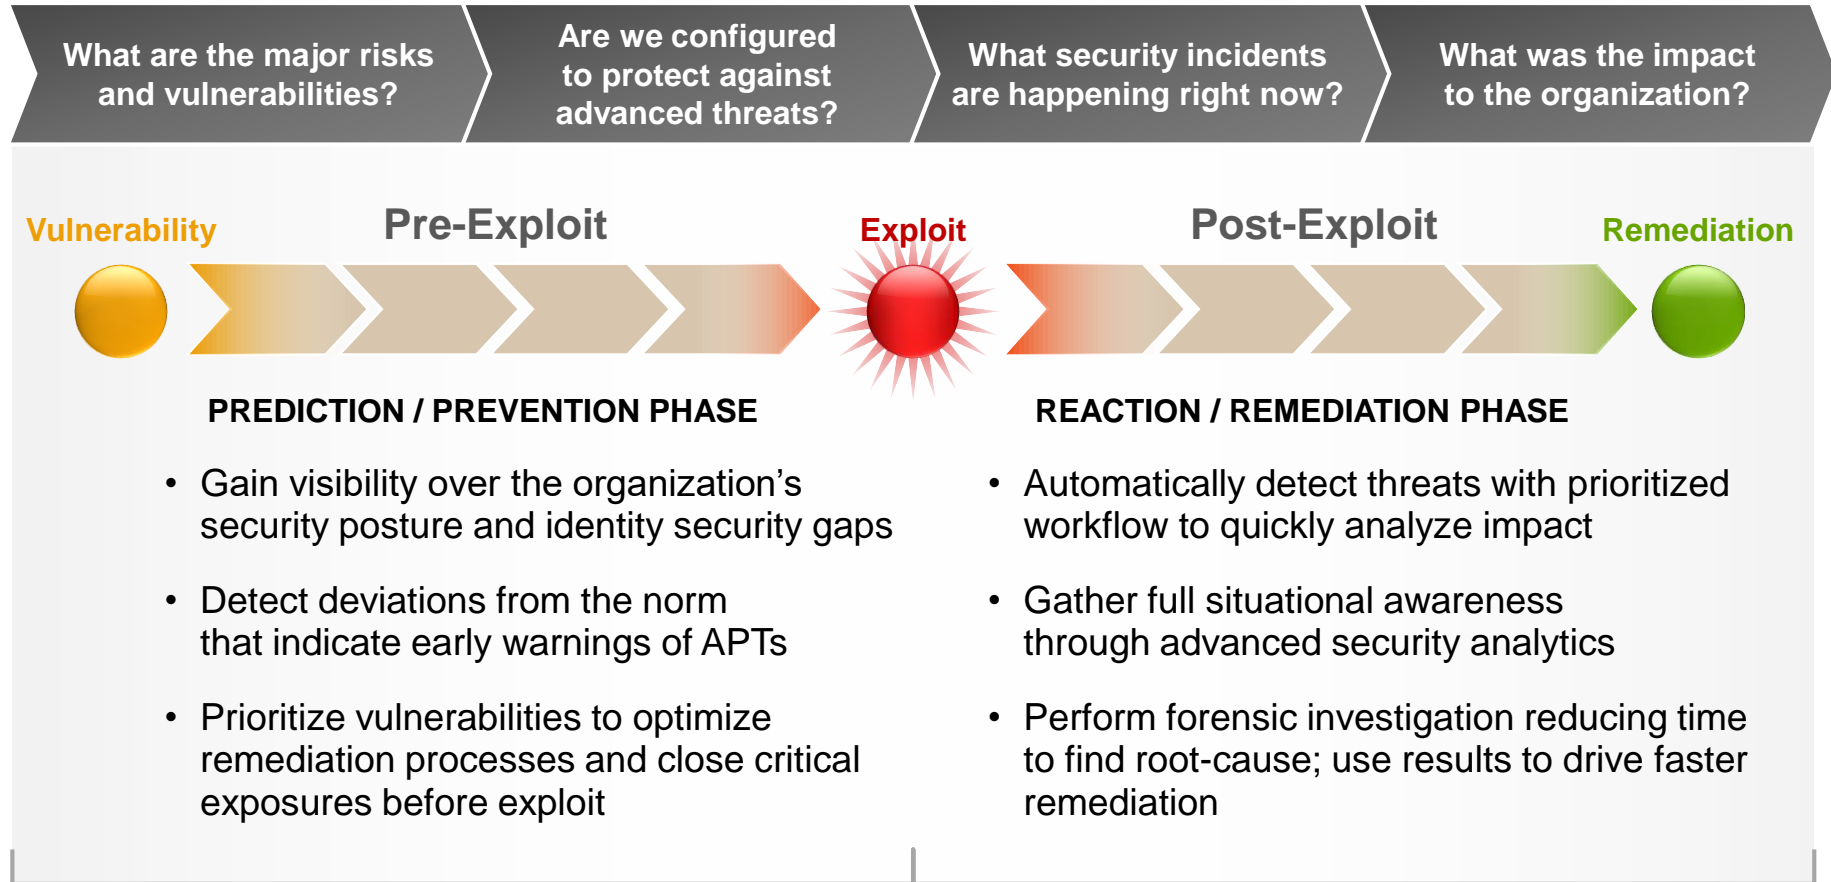 What are the major risks
and vulnerabilities?
Are we configured
to protect against
advanced threats?
What security incidents
are happening right now?
What was the impact
to the organization?
Vulnerability
Pre-Exploit
Exploit
Post-Exploit
Remediation
PREDICTION / PREVENTION PHASE
• Gain visibility over the organization’s
security posture and identity security gaps
• Detect deviations from the norm
that indicate early warnings of APTs
• Prioritize vulnerabilities to optimize
remediation processes and close critical
exposures before exploit
REACTION / REMEDIATION PHASE
• Automatically detect threats with prioritized
workflow to quickly analyze impact
• Gather full situational awareness
through advanced security analytics
• Perform forensic investigation reducing time
to find root-cause; use results to drive faster
remediation